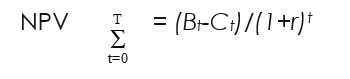 NPV T Σ t=0 = (Bt-Ct)/(1+r)t